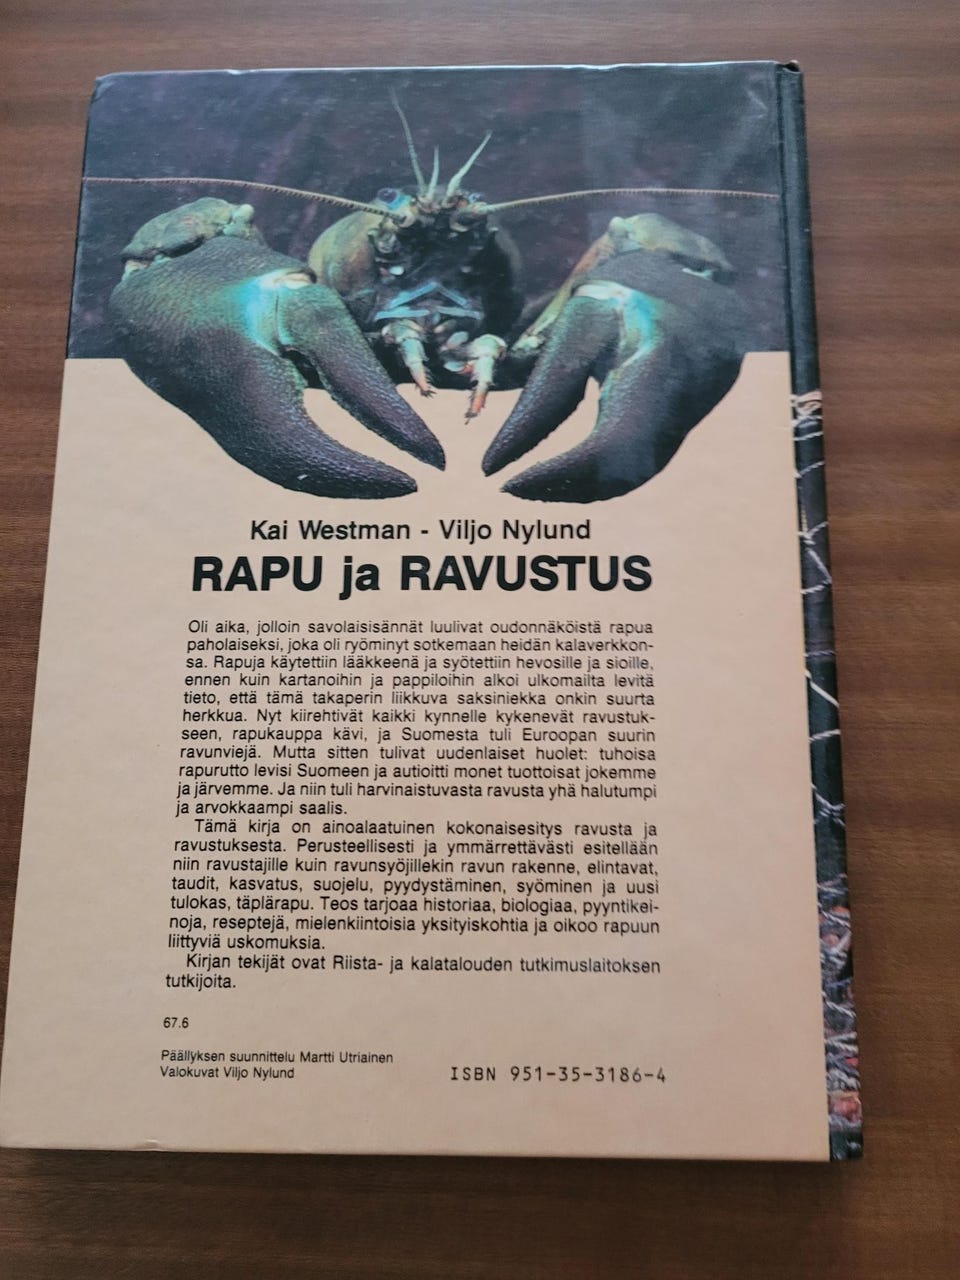 Kai Westman - Viljo Nylund
RAPU ja RAVUSTUS
Oli aika, jolloin savolaisisännät luulivat oudonnäköistä rapua
paholaiseksi, joka oli ryöminyt sotkemaan heidän kalaverkkon-
sa. Rapuja käytettiin lääkkeenä ja syötettiin hevosille ja sioille,
ennen kuin kartanoihin ja pappiloihin alkoi ulkomailta levitä
tieto, että tämä takaperin liikkuva saksiniekka onkin suurta
herkkua. Nyt kiirehtivät kaikki kynnelle kykenevät ravustuk-
seen, rapukauppa kävi, ja Suomesta tuli Euroopan suurin
ravunviejä. Mutta sitten tulivat uudenlaiset huolet: tuhoisa
rapurutto levisi Suomeen ja autioitti monet tuottoisat jokemme
ja järvemme. Ja niin tuli harvinaistuvasta ravusta yhä halutumpi
ja arvokkaampi saalis.
Tämä kirja on ainoalaatuinen kokonaisesitys ravusta ja
ravustuksesta. Perusteellisesti ja ymmärrettävästi esitellään
niin ravustajille kuin ravunsyöjillekin ravun rakenne, elintavat,
taudit, kasvatus, suojelu, pyydystäminen, syöminen ja uusi
tulokas, täplärapu. Teos tarjoaa historiaa, biologiaa, pyyntikei-
noja, reseptejä, mielenkiintoisia yksityiskohtia ja oikoo rapuun
liittyviä uskomuksia.
Kirjan tekijät ovat Riista- ja kalatalouden tutkimuslaitoksen
tutkijoita.
67.6
Päällyksen suunnittelu Martti Utriainen
Valokuvat Viljo Nylund
ISBN 951-35-3186-4